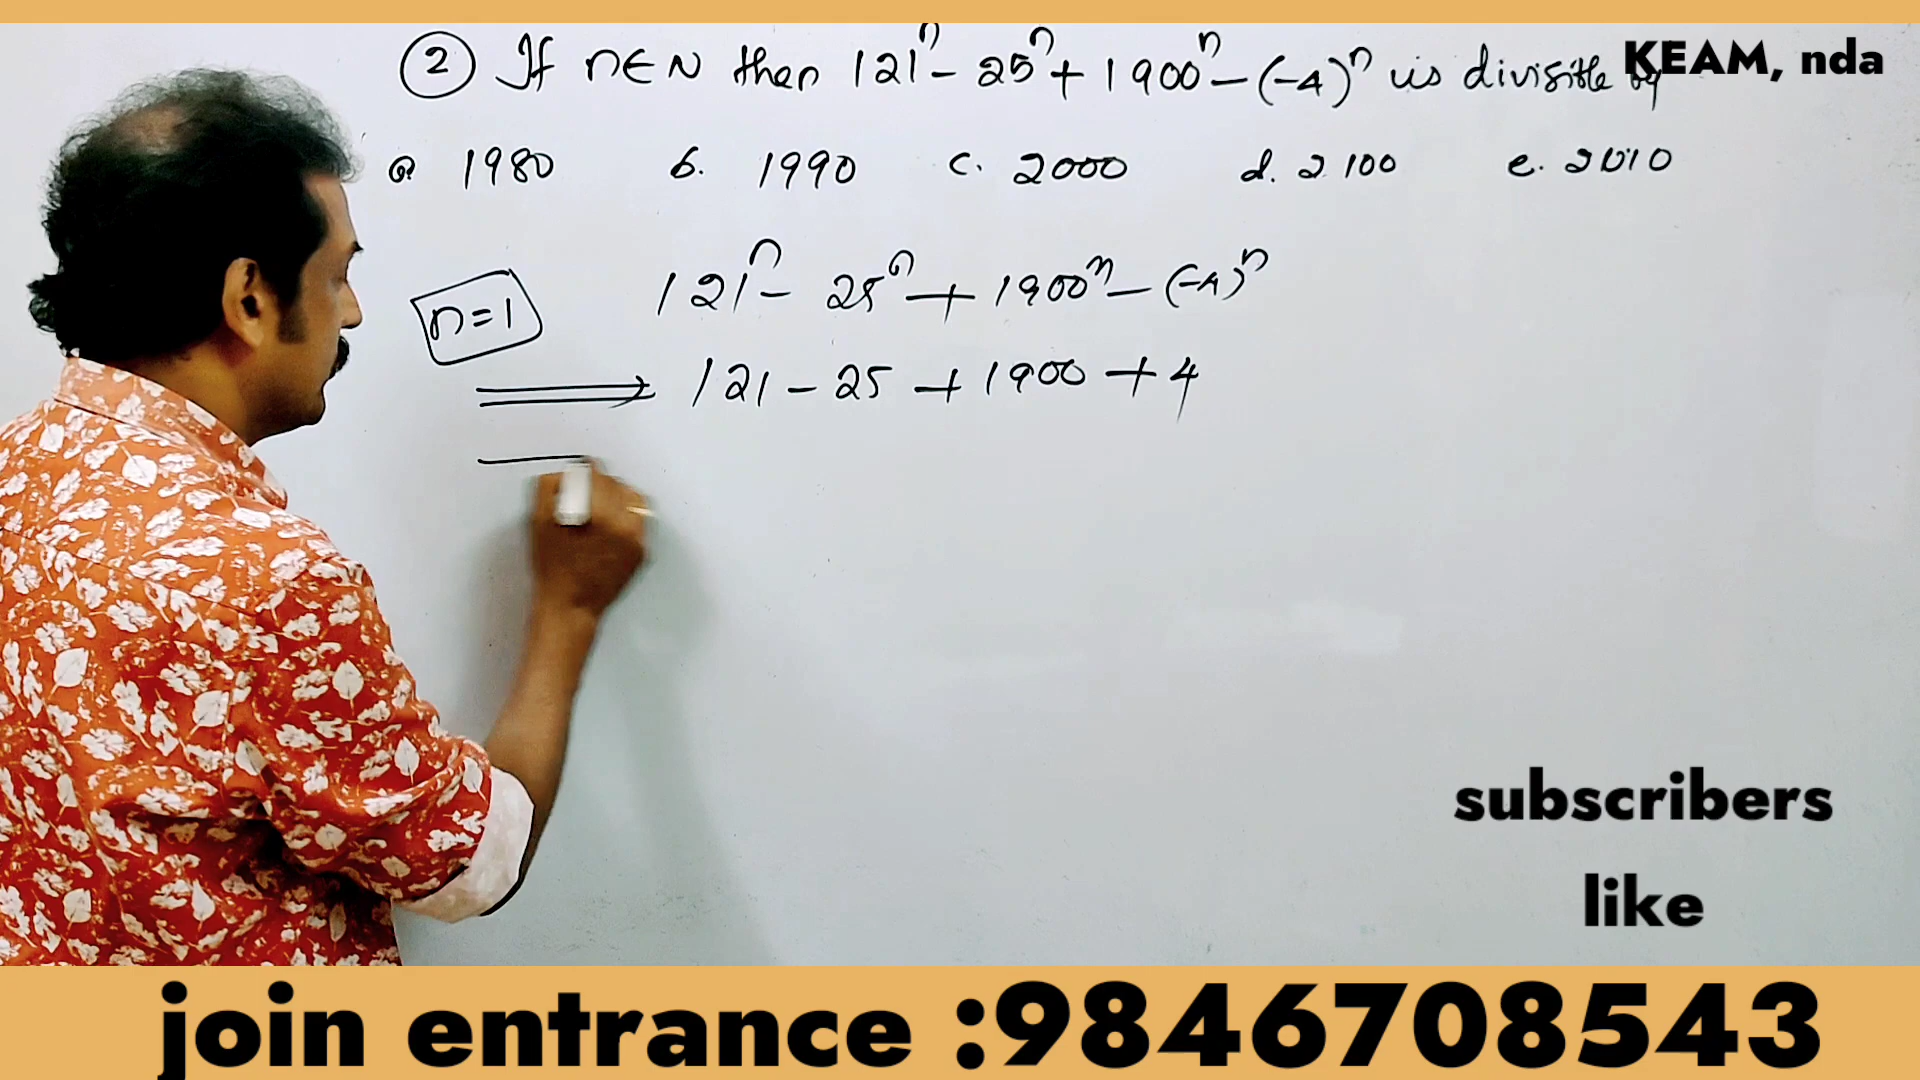 ② If n∈N then 121ⁿ - 25ⁿ + 1900ⁿ - (-4)ⁿ is divisible by
KEAM, nda
a 1980 b. 1990 c. 2000 d. 2100 e. 2010
n=1 121ⁿ - 25ⁿ + 1900ⁿ - (-4)ⁿ
⟹ 121 - 25 + 1900 + 4
subscribers
like
join entrance :9846708543